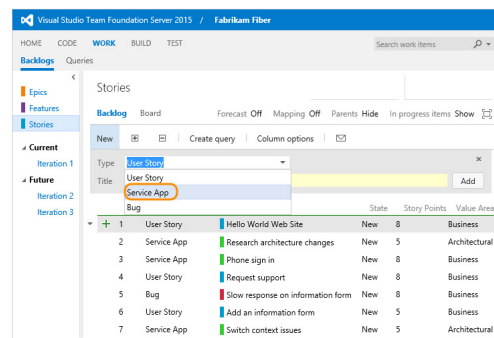 Visual Studio Team Foundation Server 2015 / Fabrikam Fiber
HOME CODE WORK BUILD TEST Search work items
Backlogs Queries
Epics
Features
Stories
Current
Iteration 1
Future
Iteration 2
Iteration 3
Stories
Backlog Board Forecast Off Mapping Off Parents Hide In progress items Show
New Create query Column options
Type User Story
Title User Story Add
Service App
Bug
State Story Points Value Area
1 User Story Hello World Web Site New 8 Business
2 Service App Research architecture changes New 5 Architectural
3 Service App Phone sign in New 8 Business
4 User Story Request support New 8 Business
5 Bug Slow response on information form New 8 Business
6 User Story Add an information form New 5 Business
7 Service App Switch context issues New 5 Architectural